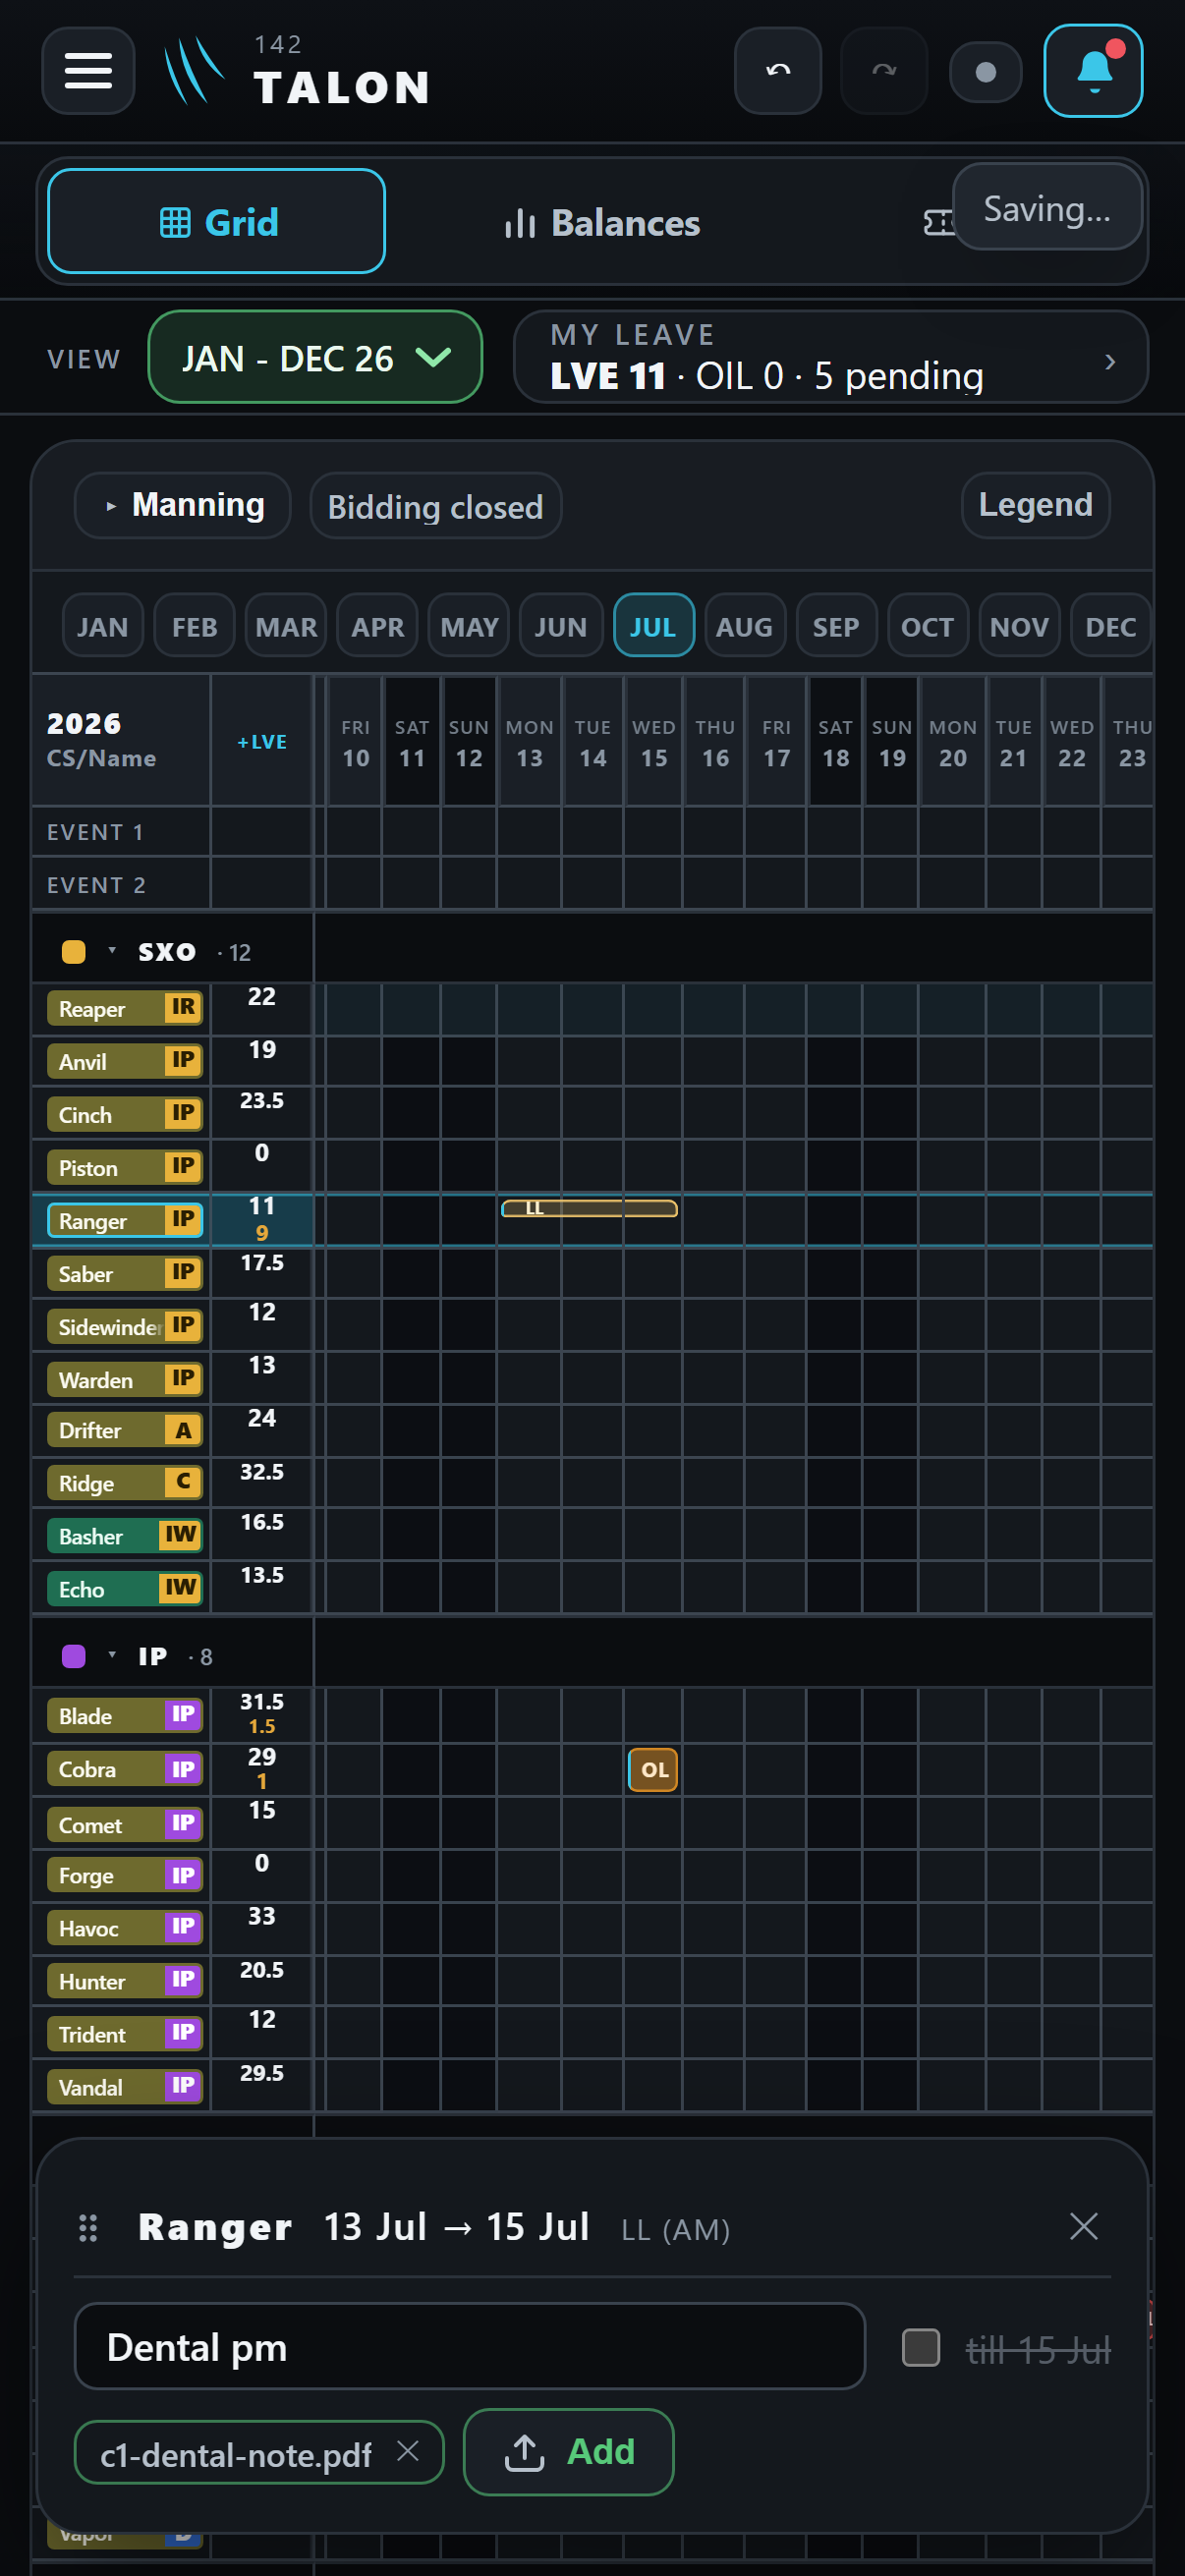 142
TALON
Grid
Balances
Saving...
VIEW
JAN - DEC 26
MY LEAVE
LVE 11 · OIL 0 · 5 pending
Manning
Bidding closed
Legend
JAN FEB MAR APR MAY JUN JUL AUG SEP OCT NOV DEC
2026
CS/Name
+LVE
FRI SAT SUN MON TUE WED THU FRI SAT SUN MON TUE WED THU
10 11 12 13 14 15 16 17 18 19 20 21 22 23
EVENT 1
EVENT 2
SXO · 12
Reaper IR 22
Anvil IP 19
Cinch IP 23.5
Piston IP 0
Ranger IP 11 LL
9
Saber IP 17.5
Sidewinder IP 12
Warden IP 13
Drifter A 24
Ridge C 32.5
Basher IW 16.5
Echo IW 13.5
IP · 8
Blade IP 31.5
1.5
Cobra IP 29 OL
1
Comet IP 15
Forge IP 0
Havoc IP 33
Hunter IP 20.5
Trident IP 12
Vandal IP 29.5
Ranger 13 Jul → 15 Jul LL (AM)
Dental pm
till 15 Jul
c1-dental-note.pdf
Add